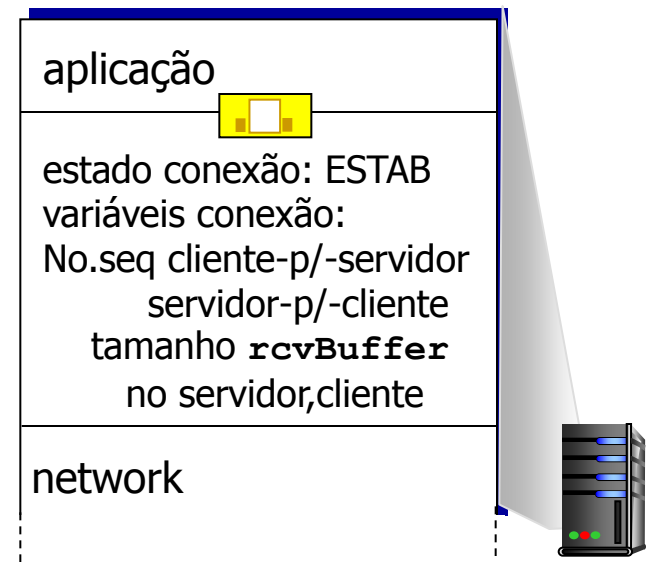 aplicação
estado conexão: ESTAB
variáveis conexão:
No.seq cliente-p/-servidor
servidor-p/-cliente
tamanho rcvBuffer
no servidor,cliente
network